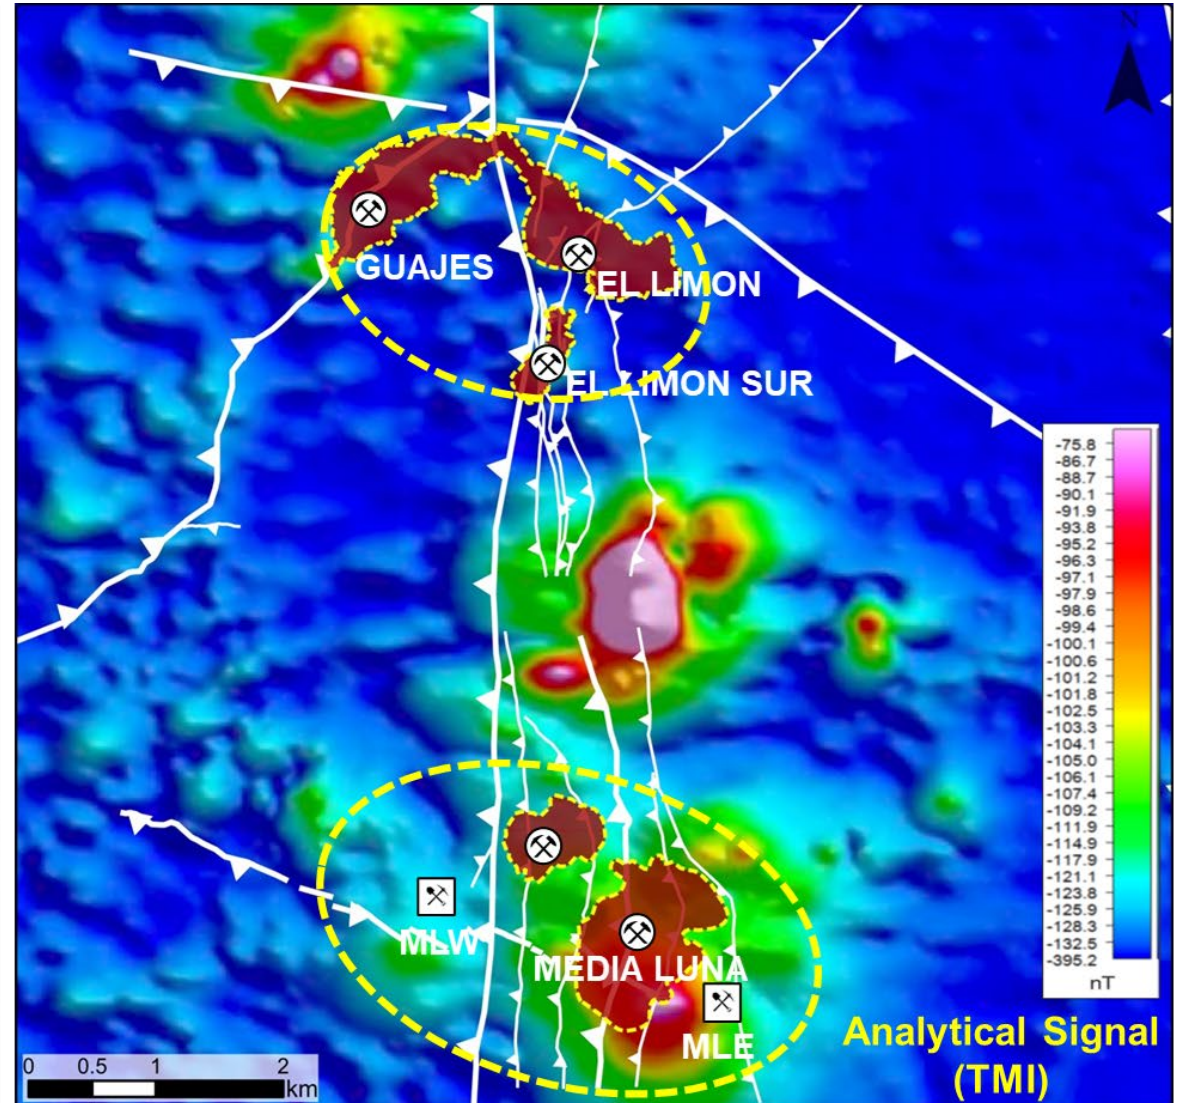 N
GUAJES
EL LIMON
EL LIMON SUR
-75.8
-86.7
-88.7
-90.1
-91.9
-93.8
-95.2
-96.3
-97.1
-97.9
-98.6
-99.4
-100.1
-100.6
-101.2
-101.8
-102.5
-103.3
-104.1
-105.0
-106.1
-107.4
-109.2
-111.9
-114.9
-117.9
-121.1
-123.8
-125.9
-128.3
-132.5
-395.2
nT
MLW
MEDIA LUNA
MLE
Analytical Signal
(TMI)
0 0.5 1 2
km